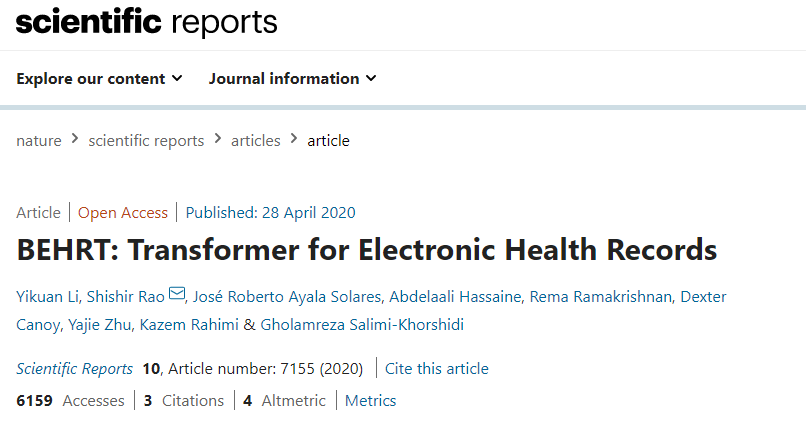 scientific reports
Explore our content Journal information
nature > scientific reports > articles > article
Article | Open Access | Published: 28 April 2020
BEHRT: Transformer for Electronic Health Records
Yikuan Li, Shishir Rao, José Roberto Ayala Solares, Abdelaali Hassaine, Rema Ramakrishnan, Dexter
Canoy, Yajie Zhu, Kazem Rahimi & Gholamreza Salimi-Khorshidi
Scientific Reports 10, Article number: 7155 (2020) | Cite this article
6159 Accesses | 3 Citations | 4 Altmetric | Metrics